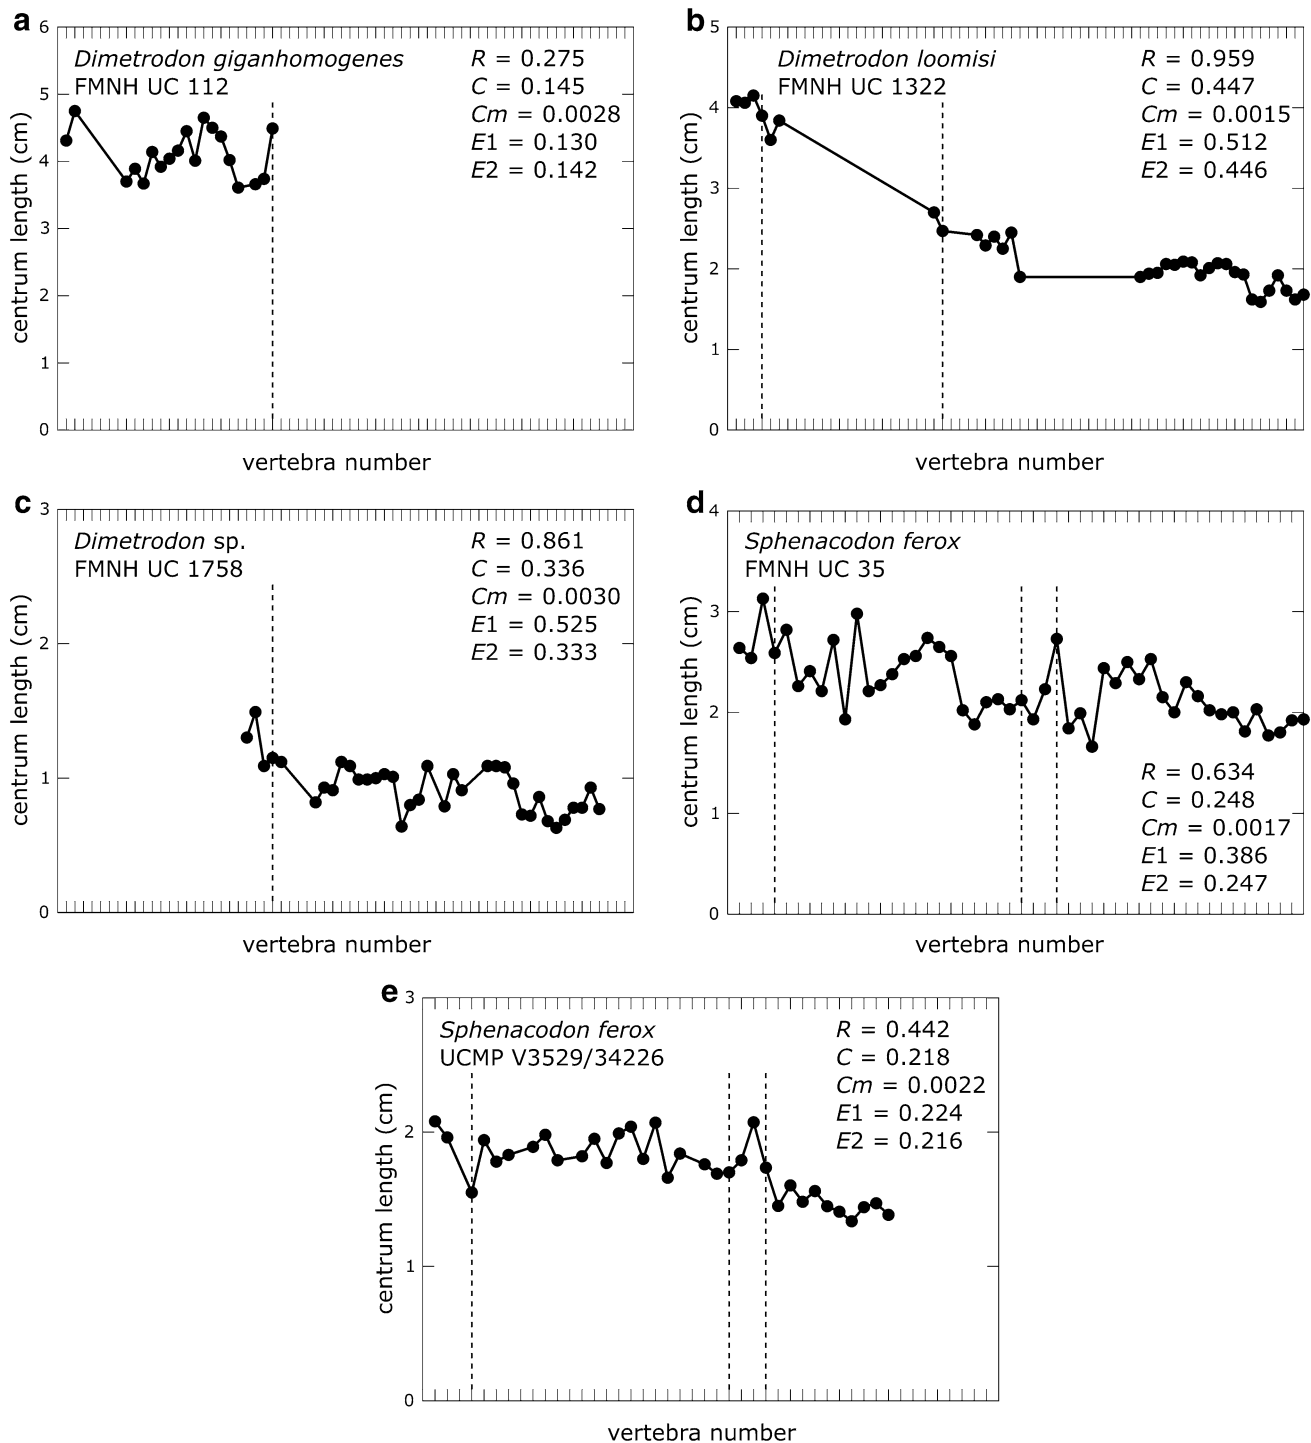 a
6
5
4
3
2
1
0
centrum length (cm)
Dimetrodon giganhomogenes
FMNH UC 112
R = 0.275
C = 0.145
Cm = 0.0028
E1 = 0.130
E2 = 0.142
vertebra number
b
5
4
3
2
1
0
centrum length (cm)
Dimetrodon loomisi
FMNH UC 1322
R = 0.959
C = 0.447
Cm = 0.0015
E1 = 0.512
E2 = 0.446
vertebra number
c
3
2
1
0
centrum length (cm)
Dimetrodon sp.
FMNH UC 1758
R = 0.861
C = 0.336
Cm = 0.0030
E1 = 0.525
E2 = 0.333
vertebra number
d
4
3
2
1
0
centrum length (cm)
Sphenacodon ferox
FMNH UC 35
R = 0.634
C = 0.248
Cm = 0.0017
E1 = 0.386
E2 = 0.247
vertebra number
e
3
2
1
0
centrum length (cm)
Sphenacodon ferox
UCMP V3529/34226
R = 0.442
C = 0.218
Cm = 0.0022
E1 = 0.224
E2 = 0.216
vertebra number